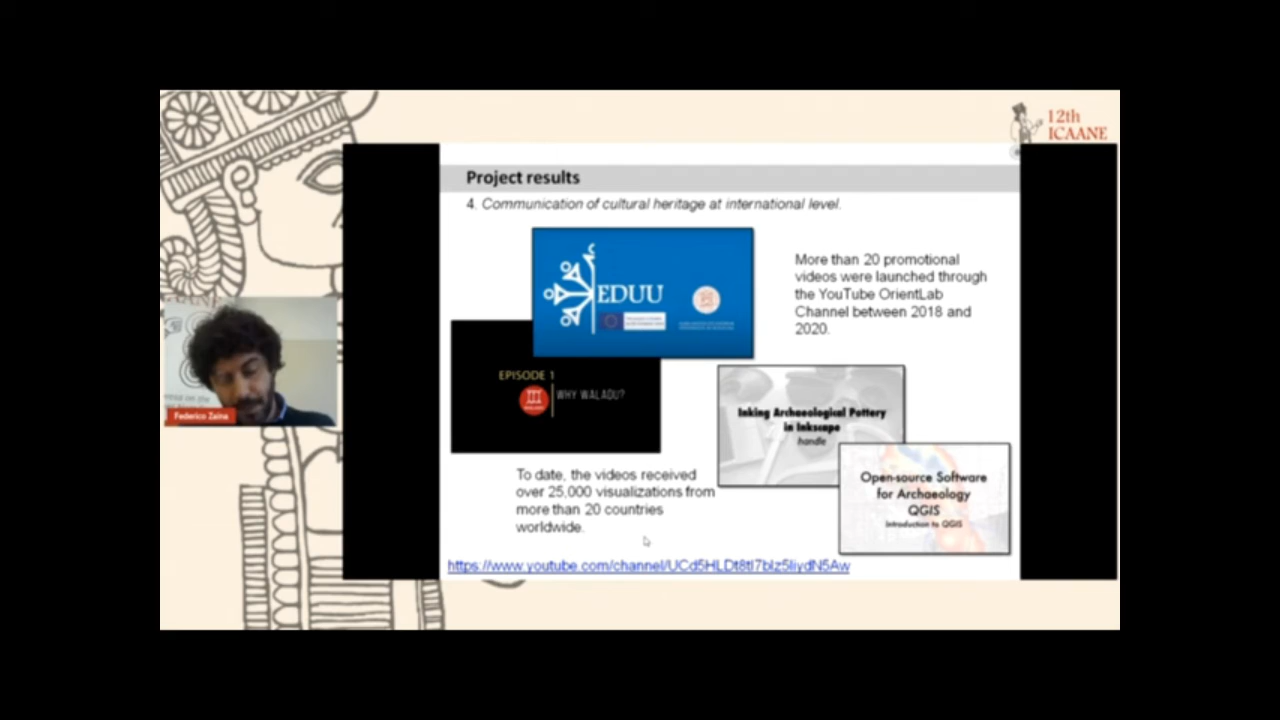 12th
ICAANE
Project results
4. Communication of cultural heritage at international level.
EDUU
More than 20 promotional
videos were launched through
the YouTube OrientLab
Channel between 2018 and
2020.
EPISODE 1
WHY WALADU?
Inking Archaeological Pottery
in Inkscape
handle
Open-source Software
for Archaeology
QGIS
Introduction to QGIS
To date, the videos received
over 25,000 visualizations from
more than 20 countries
worldwide.
Federico Zaina